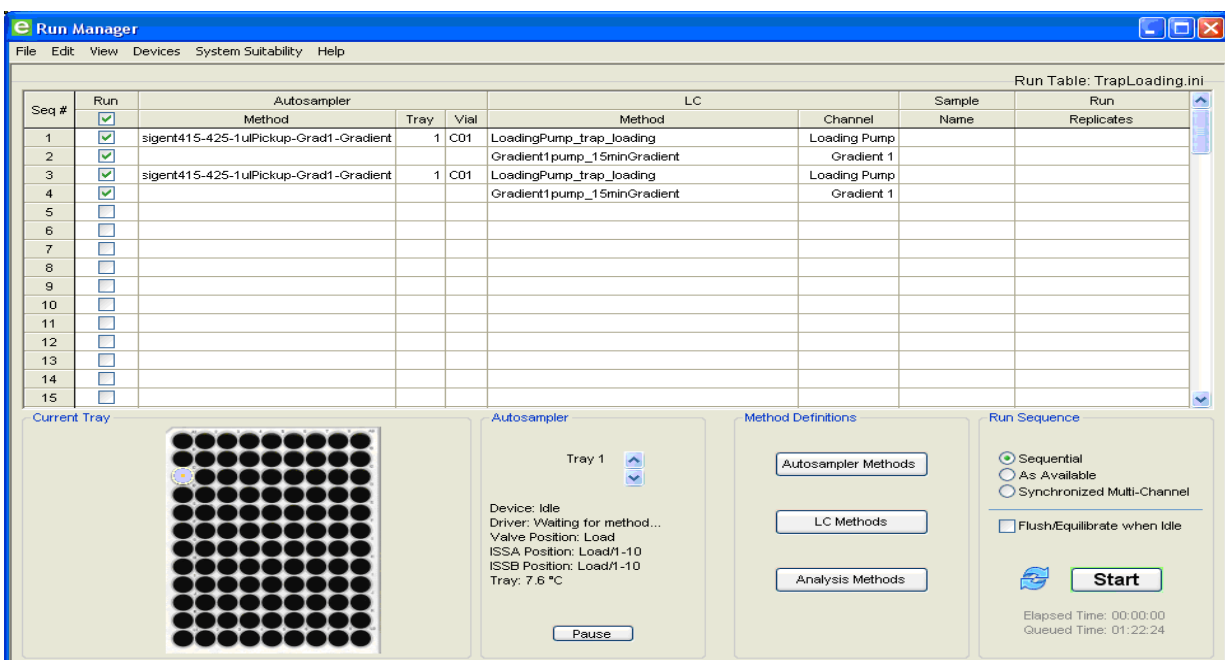 e Run Manager
File Edit View Devices System Suitability Help
Run Table: TrapLoading.ini
Seq # Run Autosampler LC Sample Run
Method Tray Vial Method Channel Name Replicates
1 sigent415-425-1ulPickup-Grad1-Gradient 1 C01 LoadingPump_trap_loading Loading Pump
2 Gradient1pump_15minGradient Gradient 1
3 sigent415-425-1ulPickup-Grad1-Gradient 1 C01 LoadingPump_trap_loading Loading Pump
4 Gradient1pump_15minGradient Gradient 1
5
6
7
8
9
10
11
12
13
14
15
Current Tray
Autosampler
Tray 1
Device: Idle
Driver: Waiting for method...
Valve Position: Load
ISSA Position: Load/1-10
ISSB Position: Load/1-10
Tray: 7.6 °C
Pause
Method Definitions
Autosampler Methods
LC Methods
Analysis Methods
Run Sequence
Sequential
As Available
Synchronized Multi-Channel
Flush/Equilibrate when Idle
Start
Elapsed Time: 00:00:00
Queued Time: 01:22:24